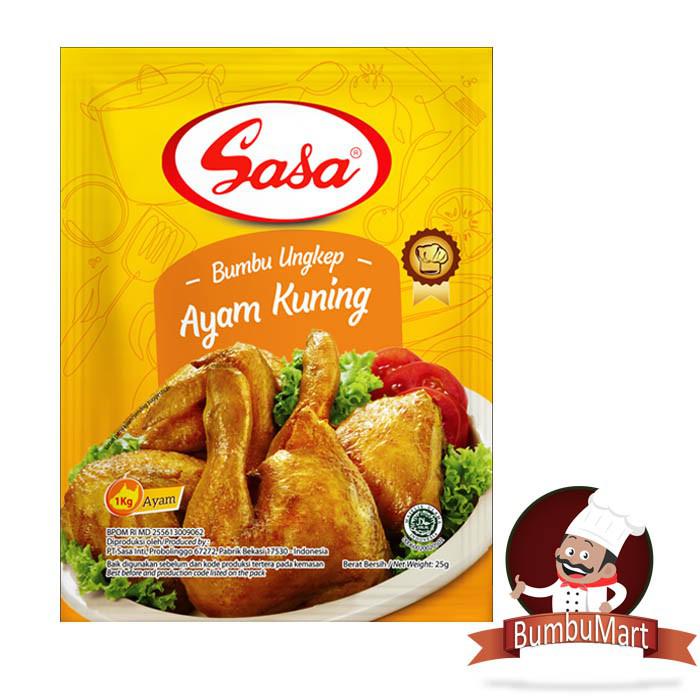 Sasa®
Bumbu Ungkep
Ayam Kuning
1Kg Ayam
BPOM RI MD 255613009062
Diproduksi oleh/Produced by :
PT-Sasa Inti, Probolinggo 67272, Pabrik Bekasi 17530 - Indonesia
Baik digunakan sebelum dan kode produksi tertera pada kemasan
Best before and production code listed on the pack
Berat Bersih / Net Weight: 25g
BumbuMart